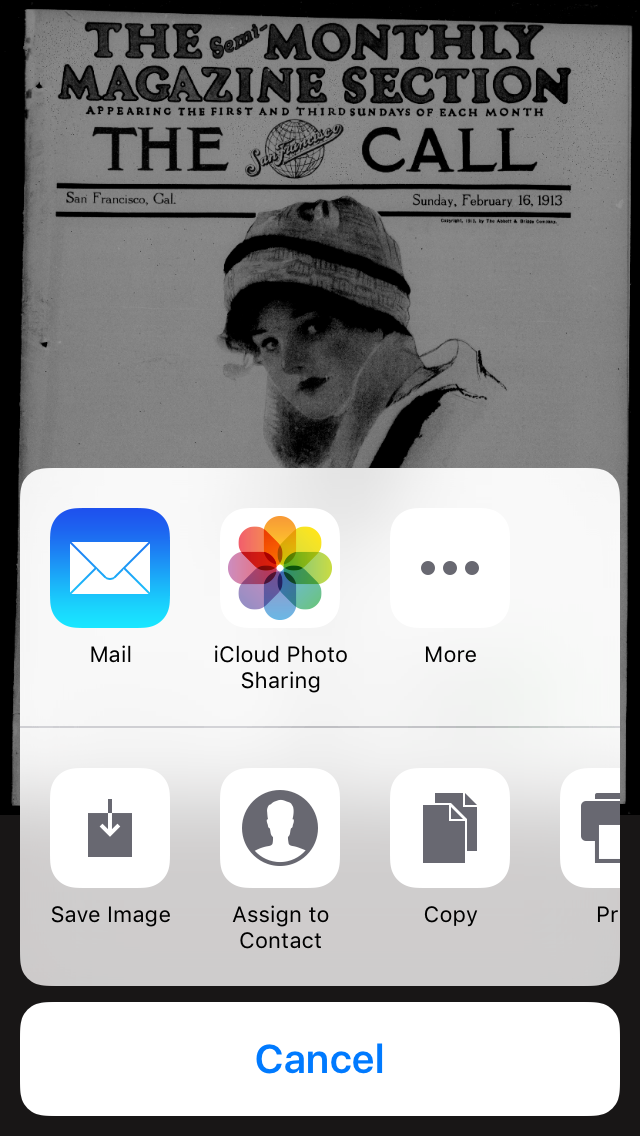 THE Semi-MONTHLY
MAGAZINE SECTION
APPEARING THE FIRST AND THIRD SUNDAYS OF EACH MONTH
THE San Francisco CALL
San Francisco, Cal. Sunday, February 16, 1913
Copyright, 1913, by The Abbott & Briggs Company.
Mail
iCloud Photo
Sharing
More
Save Image
Assign to
Contact
Copy
Pr
Cancel